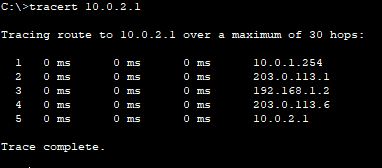 C:\>tracert 10.0.2.1
Tracing route to 10.0.2.1 over a maximum of 30 hops:
1 0 ms 0 ms 0 ms 10.0.1.254
2 0 ms 0 ms 0 ms 203.0.113.1
3 0 ms 0 ms 0 ms 192.168.1.2
4 0 ms 0 ms 0 ms 203.0.113.6
5 0 ms 0 ms 0 ms 10.0.2.1
Trace complete.